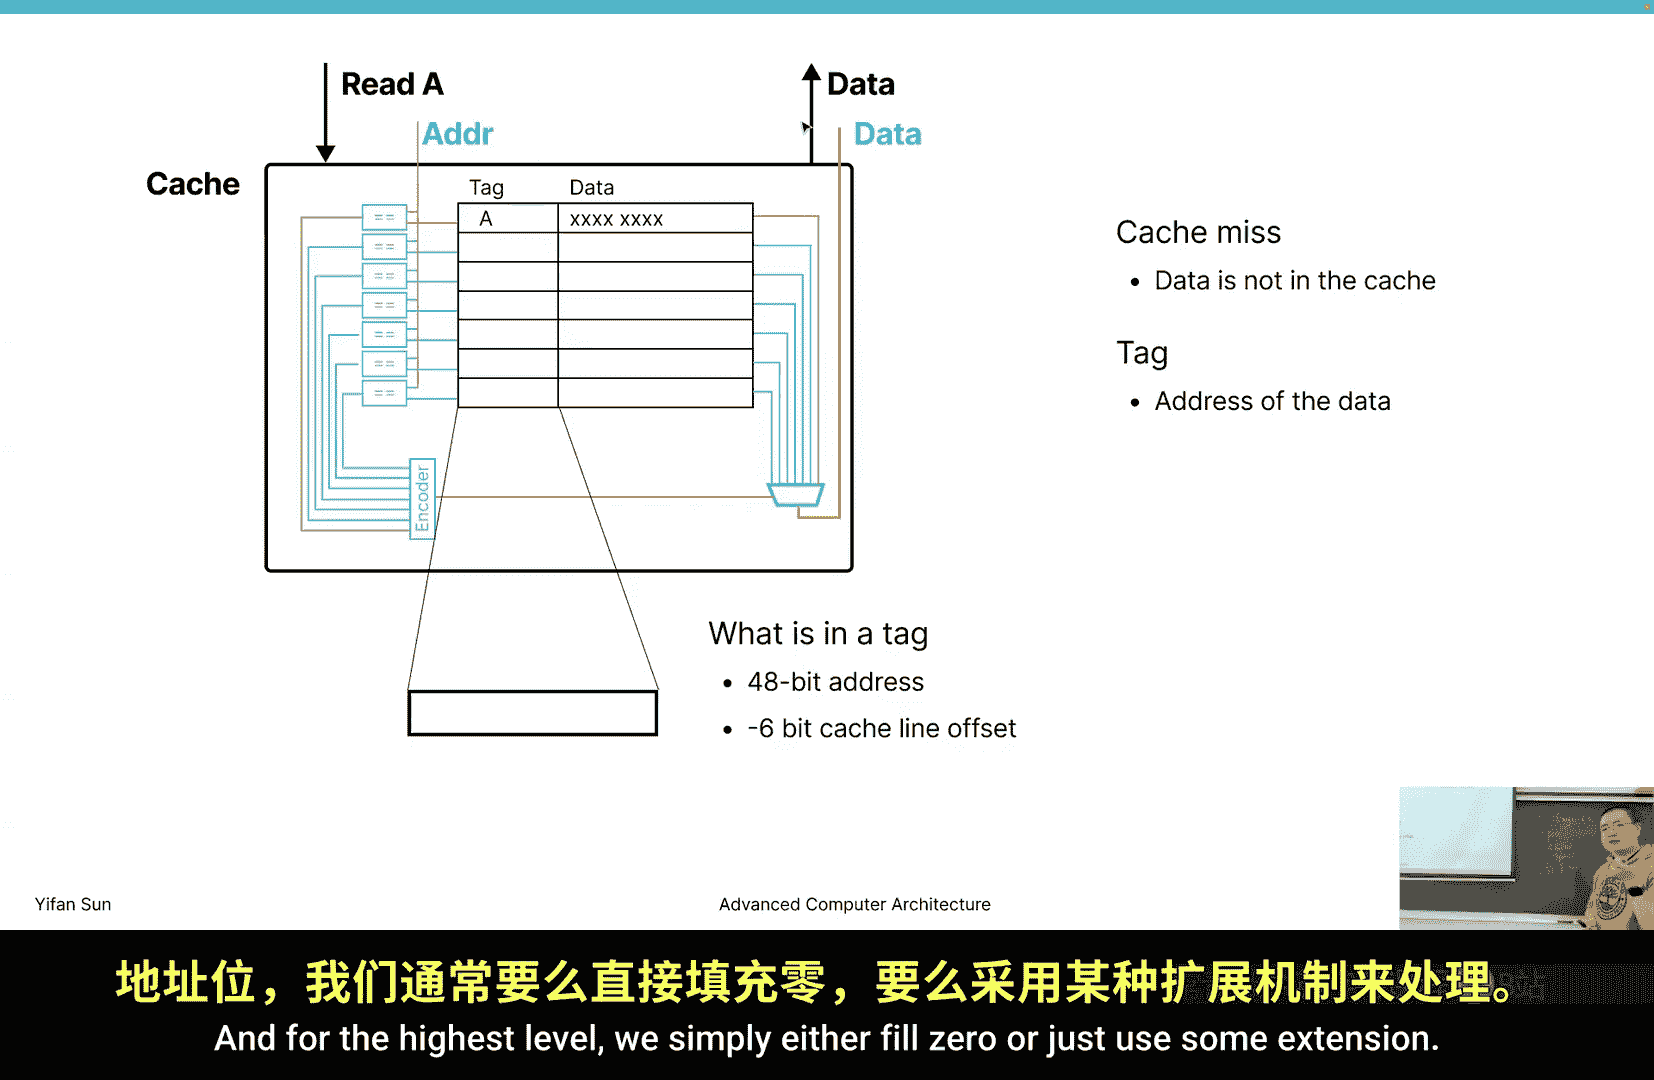 Read A
Data
Addr
Data
Cache
Tag
Data
A
xxxx xxxx
==
==
==
==
==
==
==
Encoder
Cache miss
• Data is not in the cache
Tag
• Address of the data
What is in a tag
• 48-bit address
• -6 bit cache line offset
Yifan Sun
Advanced Computer Architecture
地址位，我们通常要么直接填充零，要么采用某种扩展机制来处理。
And for the highest level, we simply either fill zero or just use some extension.